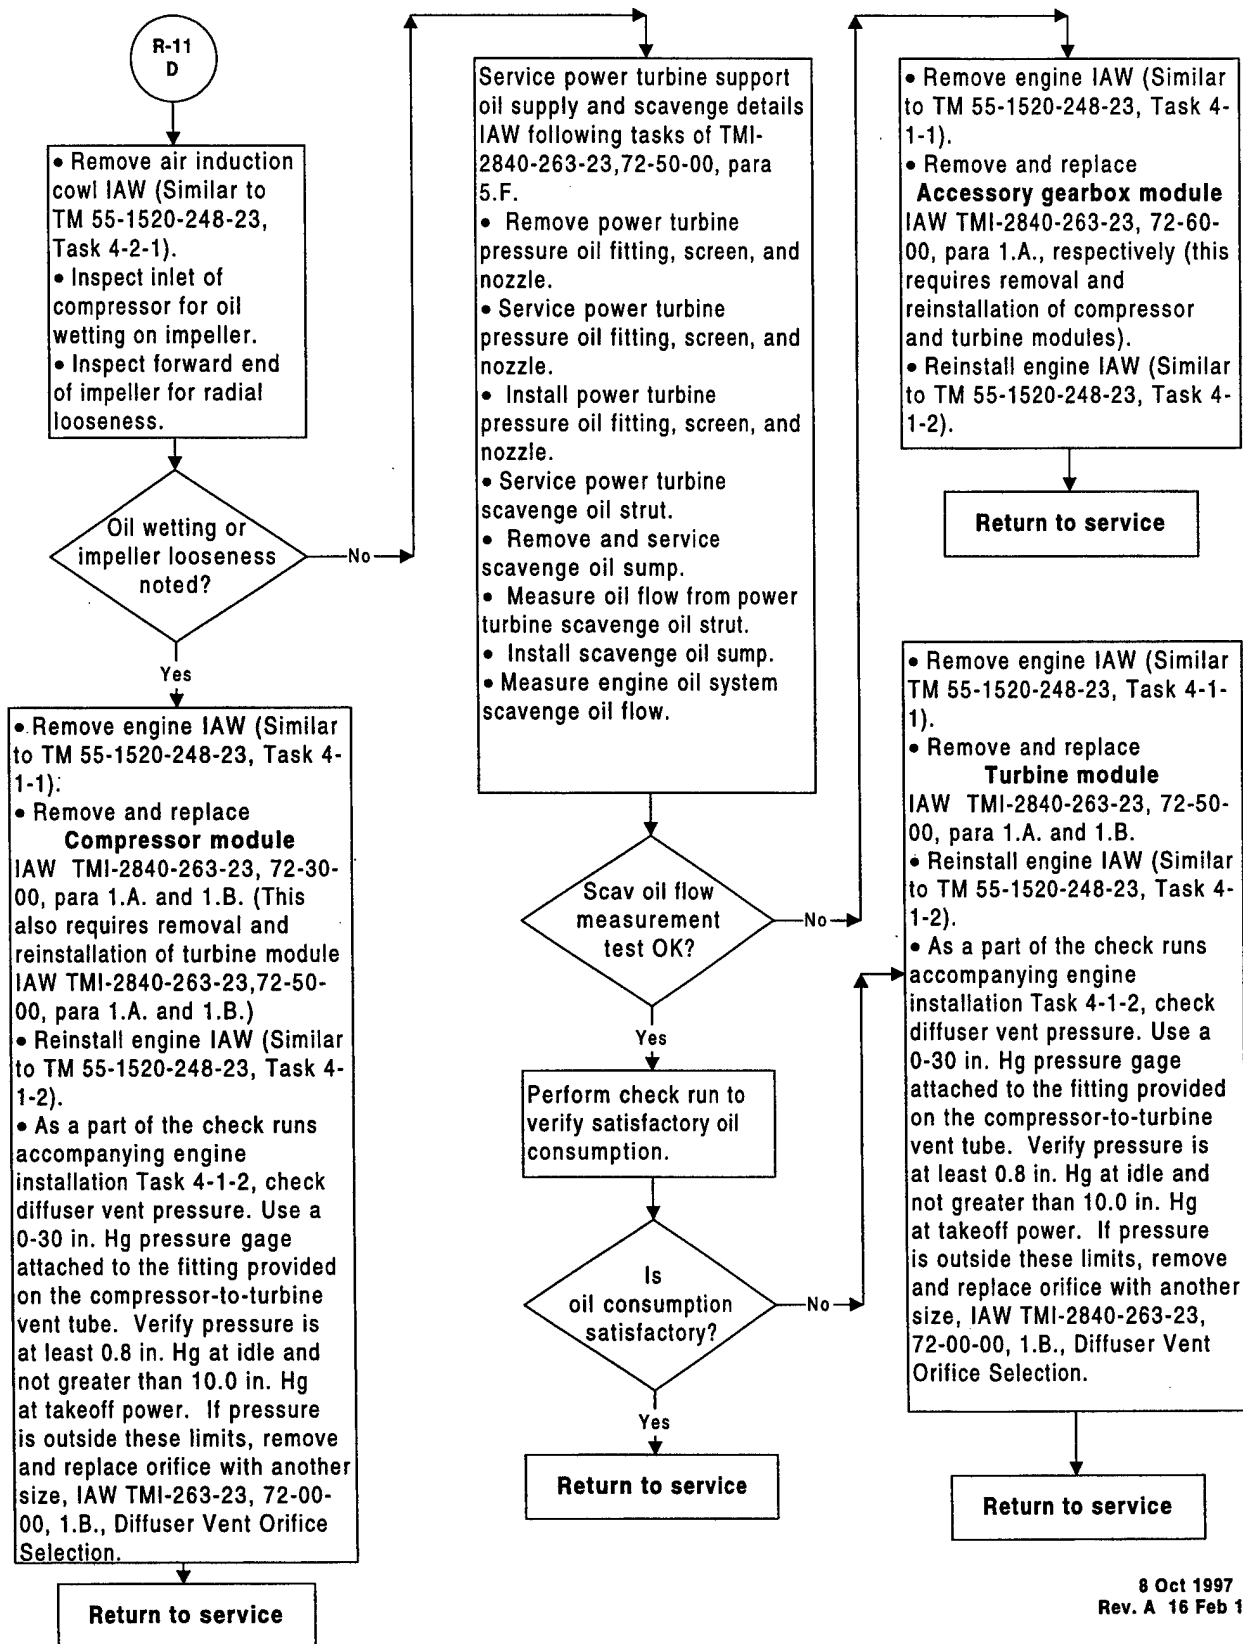 R-11
D
• Remove air induction
cowl IAW (Similar to
TM 55-1520-248-23,
Task 4-2-1).
• Inspect inlet of
compressor for oil
wetting on impeller.
• Inspect forward end
of impeller for radial
looseness.
Oil wetting or
impeller looseness
noted?
No
Yes
• Remove engine IAW (Similar
to TM 55-1520-248-23, Task 4-
1-1).
• Remove and replace
Compressor module
IAW TMI-2840-263-23, 72-30-
00, para 1.A. and 1.B. (This
also requires removal and
reinstallation of turbine module
IAW TMI-2840-263-23,72-50-
00, para 1.A. and 1.B.)
• Reinstall engine IAW (Similar
to TM 55-1520-248-23, Task 4-
1-2).
• As a part of the check runs
accompanying engine
installation Task 4-1-2, check
diffuser vent pressure. Use a
0-30 in. Hg pressure gage
attached to the fitting provided
on the compressor-to-turbine
vent tube. Verify pressure is
at least 0.8 in. Hg at idle and
not greater than 10.0 in. Hg
at takeoff power. If pressure
is outside these limits, remove
and replace orifice with another
size, IAW TMI-263-23, 72-00-
00, 1.B., Diffuser Vent Orifice
Selection.
Return to service
Service power turbine support
oil supply and scavenge details
IAW following tasks of TMI-
2840-263-23,72-50-00, para
5.F.
• Remove power turbine
pressure oil fitting, screen, and
nozzle.
• Service power turbine
pressure oil fitting, screen, and
nozzle.
• Install power turbine
pressure oil fitting, screen, and
nozzle.
• Service power turbine
scavenge oil strut.
• Remove and service
scavenge oil sump.
• Measure oil flow from power
turbine scavenge oil strut.
• Install scavenge oil sump.
• Measure engine oil system
scavenge oil flow.
Scav oil flow
measurement
test OK?
No
Yes
Perform check run to
verify satisfactory oil
consumption.
Is
oil consumption
satisfactory?
No
Yes
Return to service
• Remove engine IAW (Similar
to TM 55-1520-248-23, Task 4-
1-1).
• Remove and replace
Accessory gearbox module
IAW TMI-2840-263-23, 72-60-
00, para 1.A., respectively (this
requires removal and
reinstallation of compressor
and turbine modules).
• Reinstall engine IAW (Similar
to TM 55-1520-248-23, Task 4-
1-2).
Return to service
• Remove engine IAW (Similar
TM 55-1520-248-23, Task 4-1-
1).
• Remove and replace
Turbine module
IAW TMI-2840-263-23, 72-50-
00, para 1.A. and 1.B.
• Reinstall engine IAW (Similar
to TM 55-1520-248-23, Task 4-
1-2).
• As a part of the check runs
accompanying engine
installation Task 4-1-2, check
diffuser vent pressure. Use a
0-30 in. Hg pressure gage
attached to the fitting provided
on the compressor-to-turbine
vent tube. Verify pressure is
at least 0.8 in. Hg at idle and
not greater than 10.0 in. Hg
at takeoff power. If pressure
is outside these limits, remove
and replace orifice with another
size, IAW TMI-2840-263-23,
72-00-00, 1.B., Diffuser Vent
Orifice Selection.
Return to service
8 Oct 1997
Rev. A 16 Feb 1